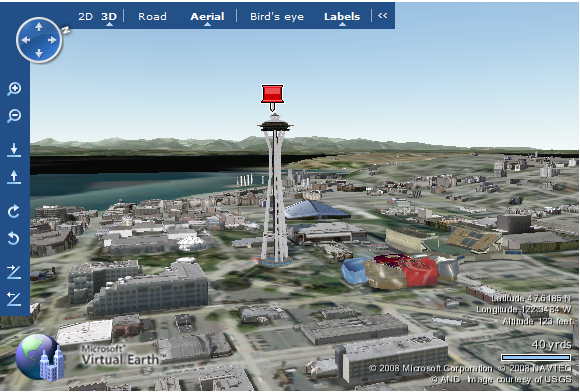 2D 3D Road Aerial Bird's eye Labels <<
Latitude 47.6185 N
Longitude 122.3484 W
Altitude 123 feet
40 yrds
Microsoft®
Virtual Earth™
© 2008 Microsoft Corporation © 2008 NAVTEQ
© AND Image courtesy of USGS